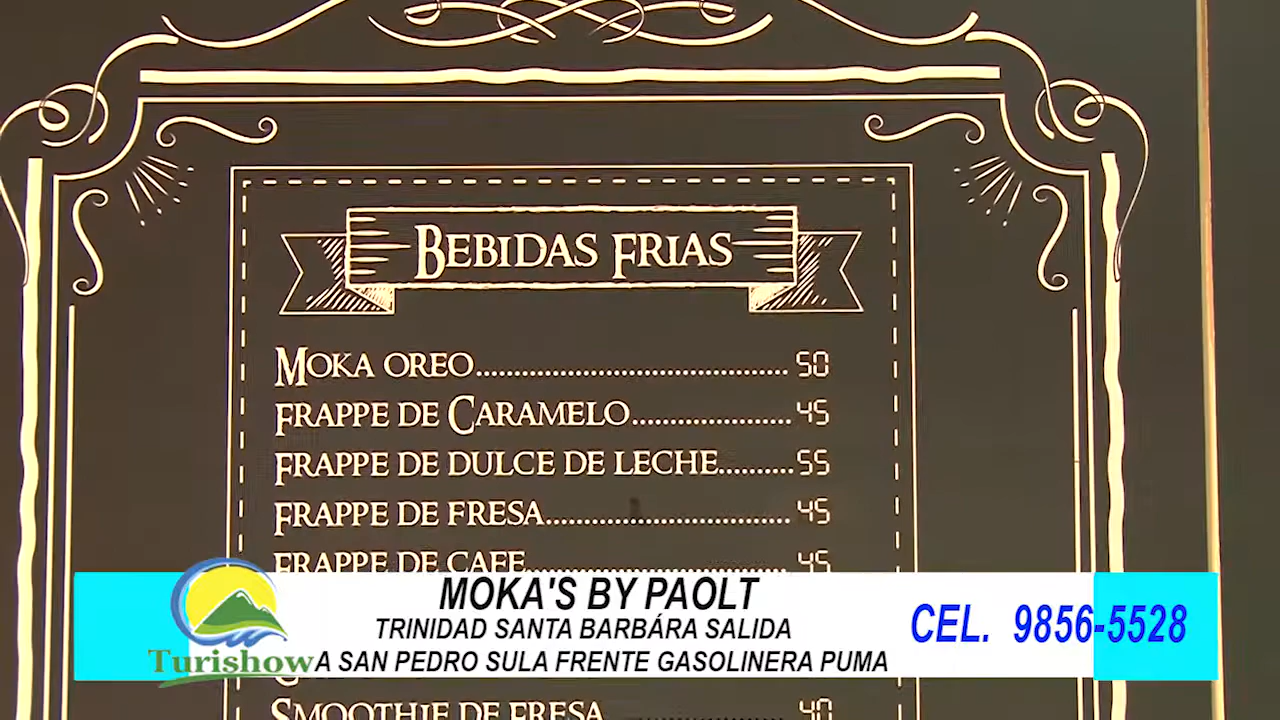 BEBIDAS FRIAS
MOKA OREO 50
FRAPPE DE CARAMELO 45
FRAPPE DE DULCE DE LECHE 55
FRAPPE DE FRESA 45
FRAPPE DE CAFE 45
MOKA'S BY PAOLT
TRINIDAD SANTA BARBÁRA SALIDA
A SAN PEDRO SULA FRENTE GASOLINERA PUMA
CEL. 9856-5528
Turishow
SMOOTHIE DE FRESA 40